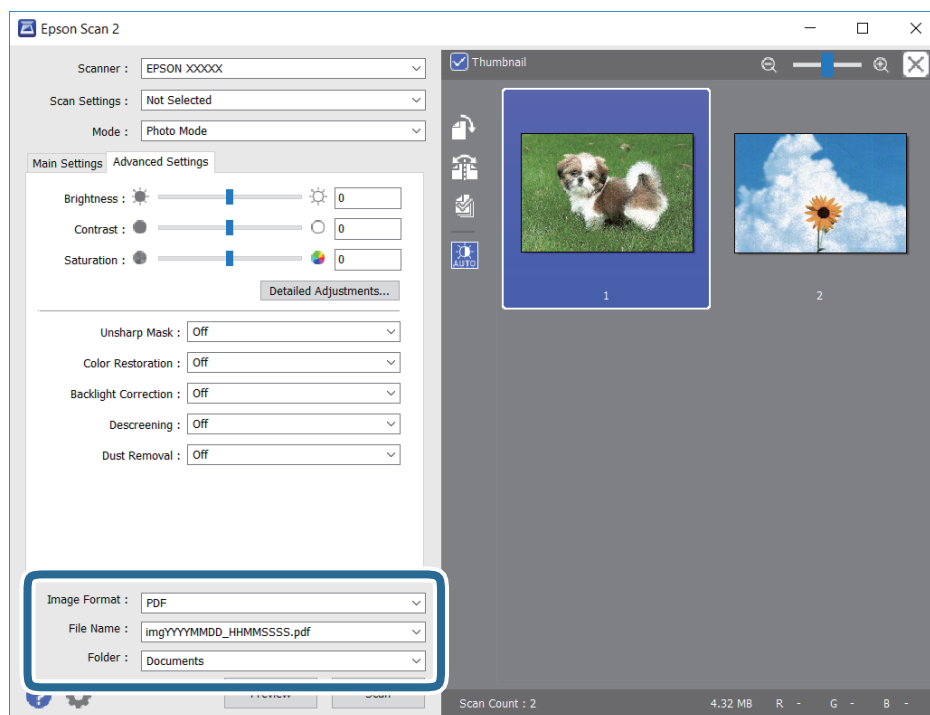 Epson Scan 2
Scanner : EPSON XXXXX
Scan Settings : Not Selected
Mode : Photo Mode
Main Settings Advanced Settings
Brightness : 0
Contrast : 0
Saturation : 0
Detailed Adjustments...
Unsharp Mask : Off
Color Restoration : Off
Backlight Correction : Off
Descreening : Off
Dust Removal : Off
Image Format : PDF
File Name : imgYYYYMMDD_HHMMSSSS.pdf
Folder : Documents
Preview Scan
Thumbnail
AUTO
1 2
Scan Count : 2 4.32 MB R - G - B -